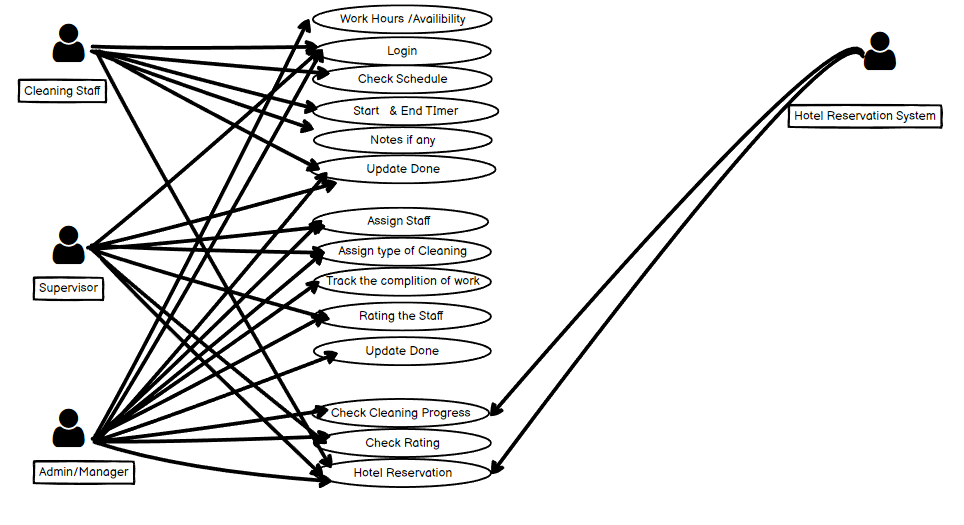 Work Hours /Availibility
Login
Check Schedule
Start & End TImer
Notes if any
Update Done
Cleaning Staff
Hotel Reservation System
Assign Staff
Assign type of Cleaning
Track the complition of work
Rating the Staff
Update Done
Supervisor
Check Cleaning Progress
Check Rating
Hotel Reservation
Admin/Manager